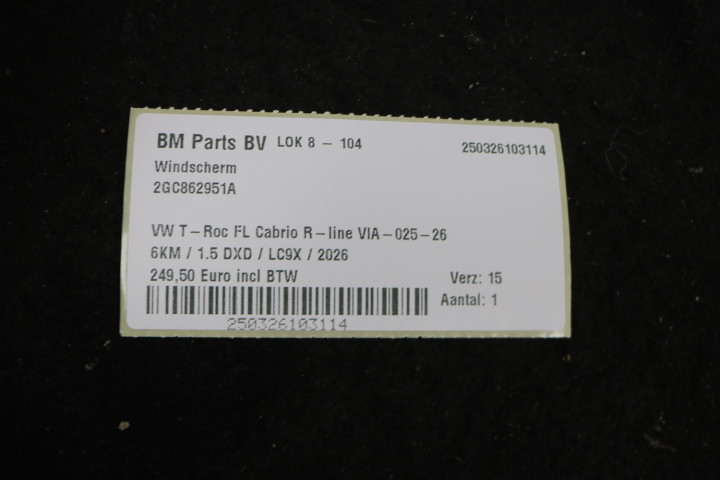 BM Parts BV LOK 8 - 104 250326103114
Windscherm
2GC862951A
VW T-Roc FL Cabrio R-line VIA-025-26
6KM / 1.5 DXD / LC9X / 2026
249,50 Euro incl BTW Verz: 15
Aantal: 1
250326103114